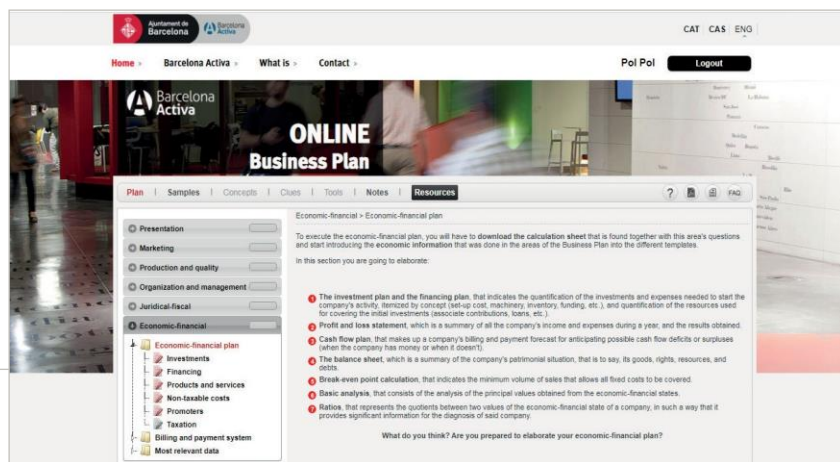 Ajuntament de
Barcelona
Barcelona
Activa
CAT CAS ENG
Home > Barcelona Activa > What is > Contact >
Pol Pol Logout
Barcelona
Activa
ONLINE
Business Plan
Plan | Samples | Concepts | Clues | Tools | Notes | Resources
? FAQ
Presentation
Marketing
Production and quality
Organization and management
Juridical-fiscal
Economic-financial
Economic-financial plan
Investments
Financing
Products and services
Non-taxable costs
Promoters
Taxation
Billing and payment system
Most relevant data
Economic-financial > Economic-financial plan
To execute the economic-financial plan, you will have to download the calculation sheet that is found together with this area's questions
and start introducing the economic information that was done in the areas of the Business Plan into the different templates.
In this section you are going to elaborate:
1 The investment plan and the financing plan, that indicates the quantification of the investments and expenses needed to start the
company's activity, itemized by concept (set-up cost, machinery, inventory, funding, etc.), and quantification of the resources used
for covering the initial investments (associate contributions, loans, etc.).
2 Profit and loss statement, which is a summary of all the company's income and expenses during a year, and the results obtained.
3 Cash flow plan, that makes up a company's billing and payment forecast for anticipating possible cash flow deficits or surpluses
(when the company has money or when it doesn't).
4 The balance sheet, which is a summary of the company's patrimonial situation, that is to say, its goods, rights, resources, and
debts.
5 Break-even point calculation, that indicates the minimum volume of sales that allows all fixed costs to be covered.
6 Basic analysis, that consists of the analysis of the principal values obtained from the economic-financial states.
7 Ratios, that represents the quotients between two values of the economic-financial state of a company, in such a way that it
provides significant information for the diagnosis of said company.
What do you think? Are you prepared to elaborate your economic-financial plan?